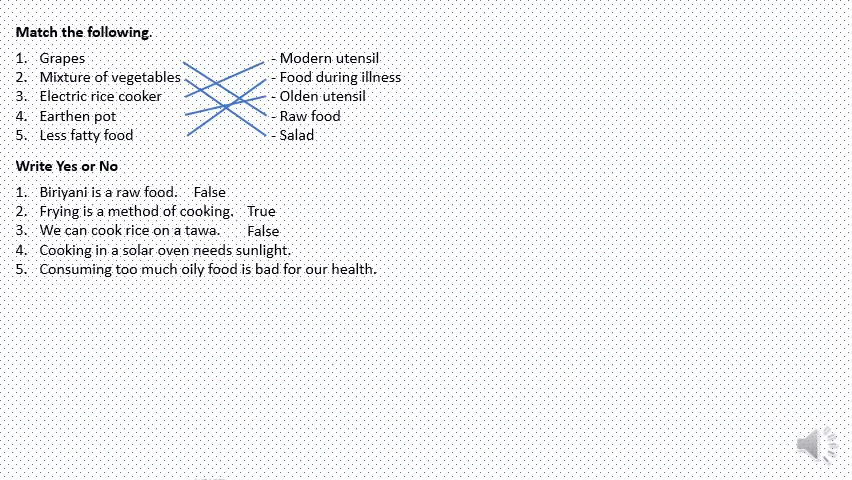 Match the following.
1. Grapes - Modern utensil
2. Mixture of vegetables - Food during illness
3. Electric rice cooker - Olden utensil
4. Earthen pot - Raw food
5. Less fatty food - Salad
Write Yes or No
1. Biriyani is a raw food. False
2. Frying is a method of cooking. True
3. We can cook rice on a tawa. False
4. Cooking in a solar oven needs sunlight.
5. Consuming too much oily food is bad for our health.